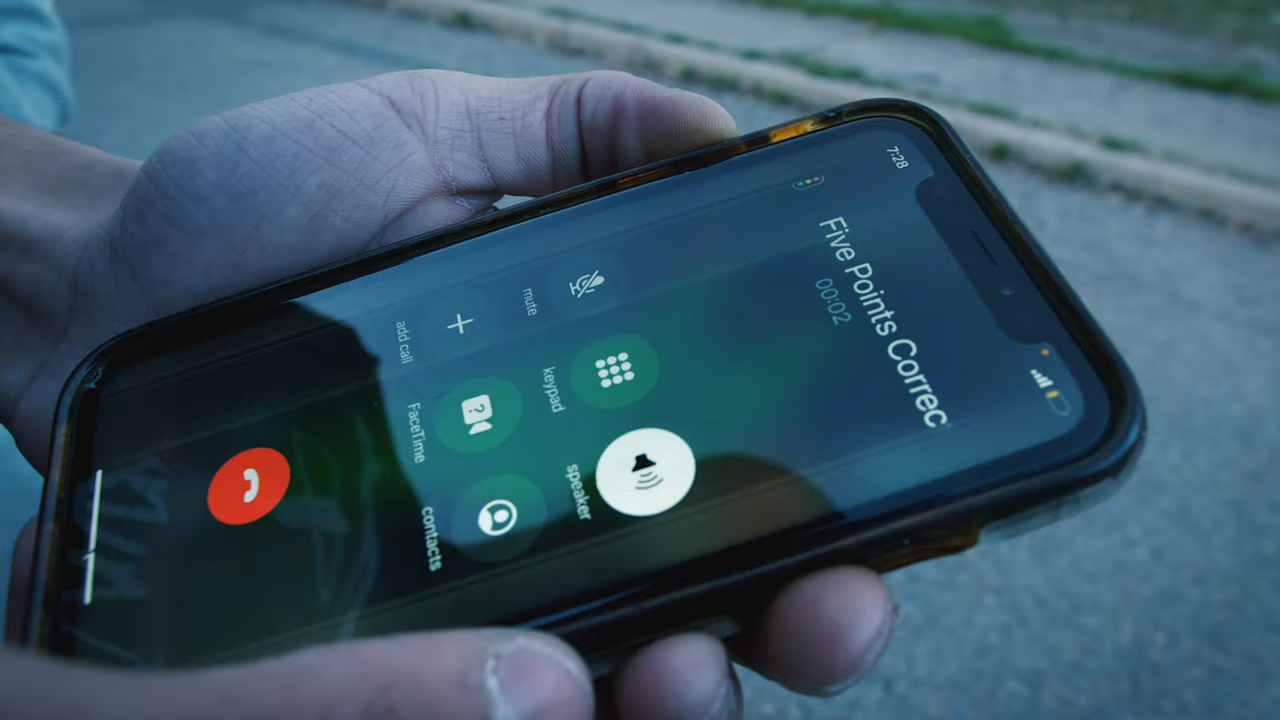 7:28
Five Points Correc
00:02
mute
keypad
speaker
add call
FaceTime
contacts